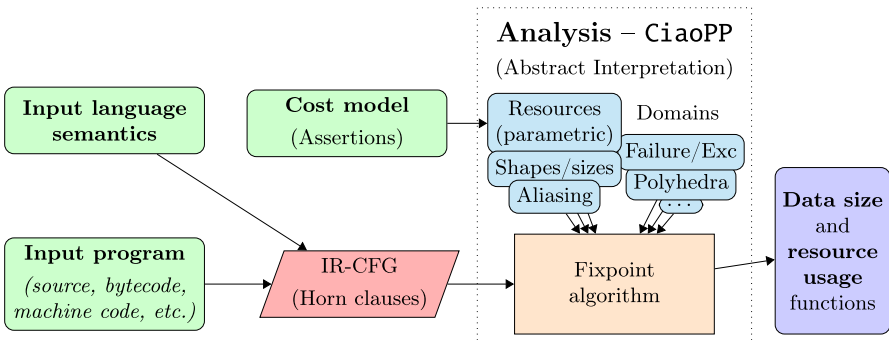 Analysis – CiaoPP
(Abstract Interpretation)
Input language
semantics
Cost model
(Assertions)
Resources
(parametric)
Domains
Failure/Exc
Shapes/sizes
Polyhedra
Aliasing
...
Input program
(source, bytecode,
machine code, etc.)
IR-CFG
(Horn clauses)
Fixpoint
algorithm
Data size
and
resource
usage
functions